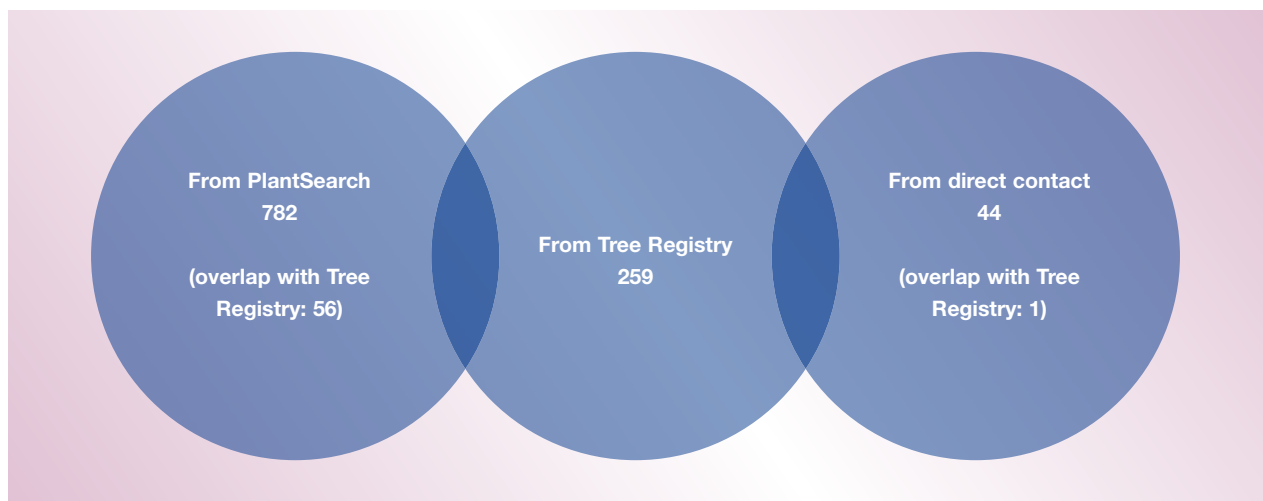 From PlantSearch
782
(overlap with Tree
Registry: 56)
From Tree Registry
259
From direct contact
44
(overlap with Tree
Registry: 1)